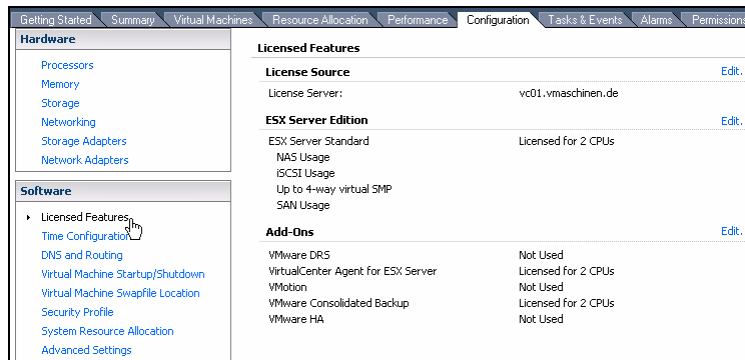 Getting Started Summary Virtual Machines Resource Allocation Performance Configuration Tasks & Events Alarms Permissions
Hardware
Processors
Memory
Storage
Networking
Storage Adapters
Network Adapters
Software
Licensed Features
Time Configuration
DNS and Routing
Virtual Machine Startup/Shutdown
Virtual Machine Swapfile Location
Security Profile
System Resource Allocation
Advanced Settings
Licensed Features
License Source Edit.
License Server: vc01.vmaschinen.de
ESX Server Edition Edit.
ESX Server Standard Licensed for 2 CPUs
NAS Usage
iSCSI Usage
Up to 4-way virtual SMP
SAN Usage
Add-Ons Edit.
VMware DRS Not Used
VirtualCenter Agent for ESX Server Licensed for 2 CPUs
VMotion Not Used
VMware Consolidated Backup Licensed for 2 CPUs
VMware HA Not Used